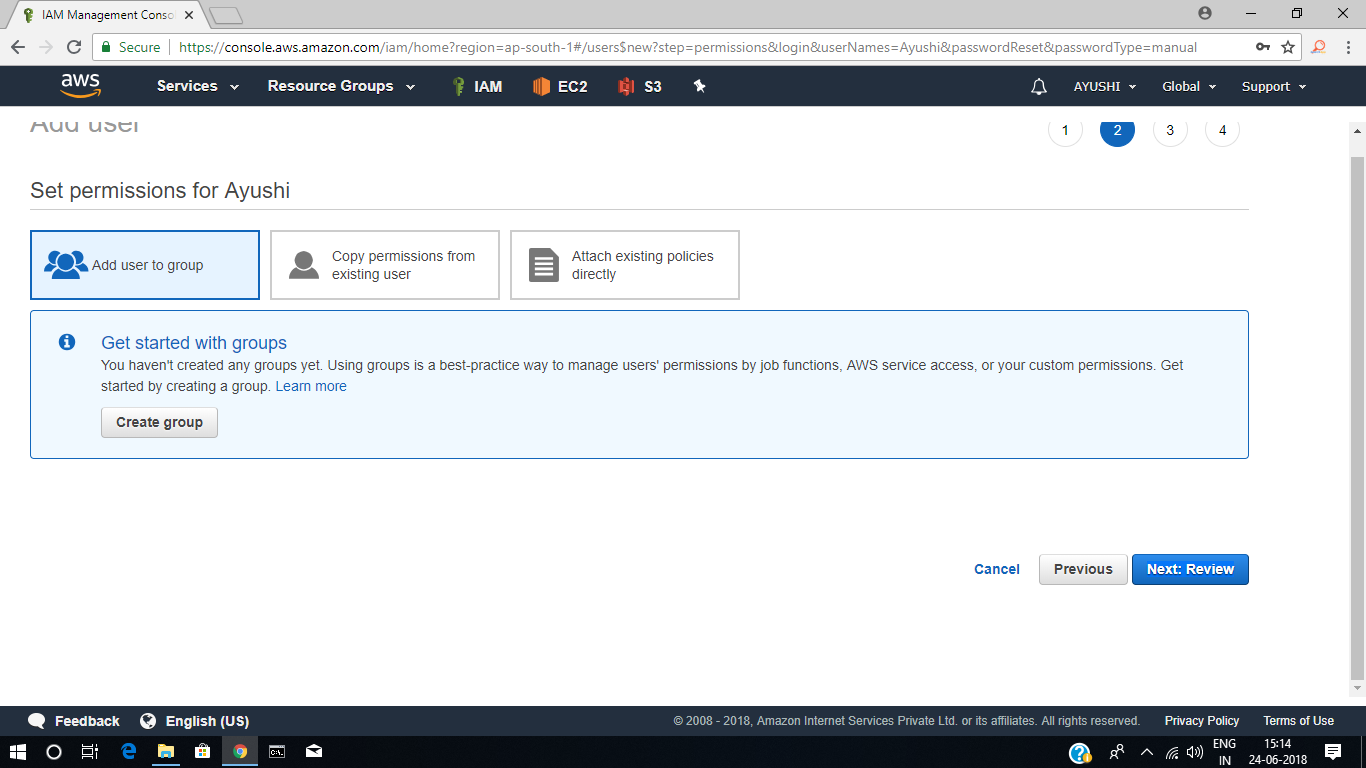 IAM Management Conso
Secure
https://console.aws.amazon.com/iam/home?region=ap-south-1#/users$new?step=permissions&login&userNames=Ayushi&passwordReset&passwordType=manual
aws
Services
Resource Groups
IAM
EC2
S3
AYUSHI
Global
Support
Add user
1
2
3
4
Set permissions for Ayushi
Add user to group
Copy permissions from
existing user
Attach existing policies
directly
Get started with groups
You haven't created any groups yet. Using groups is a best-practice way to manage users' permissions by job functions, AWS service access, or your custom permissions. Get
started by creating a group. Learn more
Create group
Cancel
Previous
Next: Review
Feedback
English (US)
© 2008 - 2018, Amazon Internet Services Private Ltd. or its affiliates. All rights reserved.
Privacy Policy
Terms of Use
ENG
IN
15:14
24-06-2018